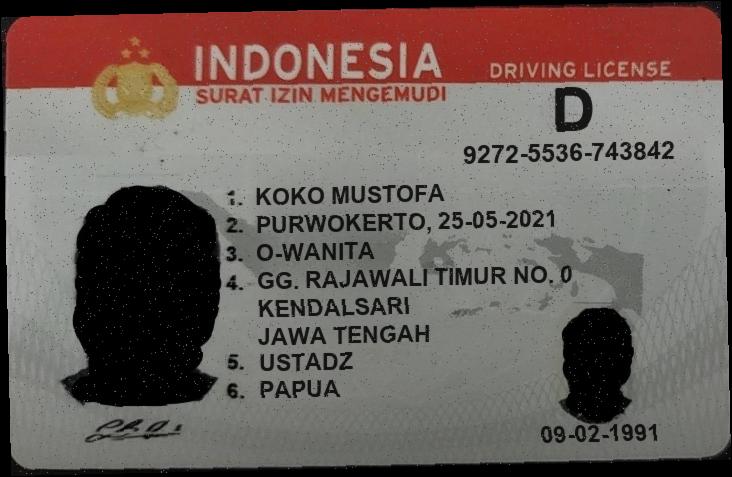 INDONESIA
SURAT IZIN MENGEMUDI
DRIVING LICENSE
D
9272-5536-743842
1. KOKO MUSTOFA
2. PURWOKERTO, 25-05-2021
3. O-WANITA
4. GG. RAJAWALI TIMUR NO. 0
KENDALSARI
JAWA TENGAH
5. USTADZ
6. PAPUA
09-02-1991